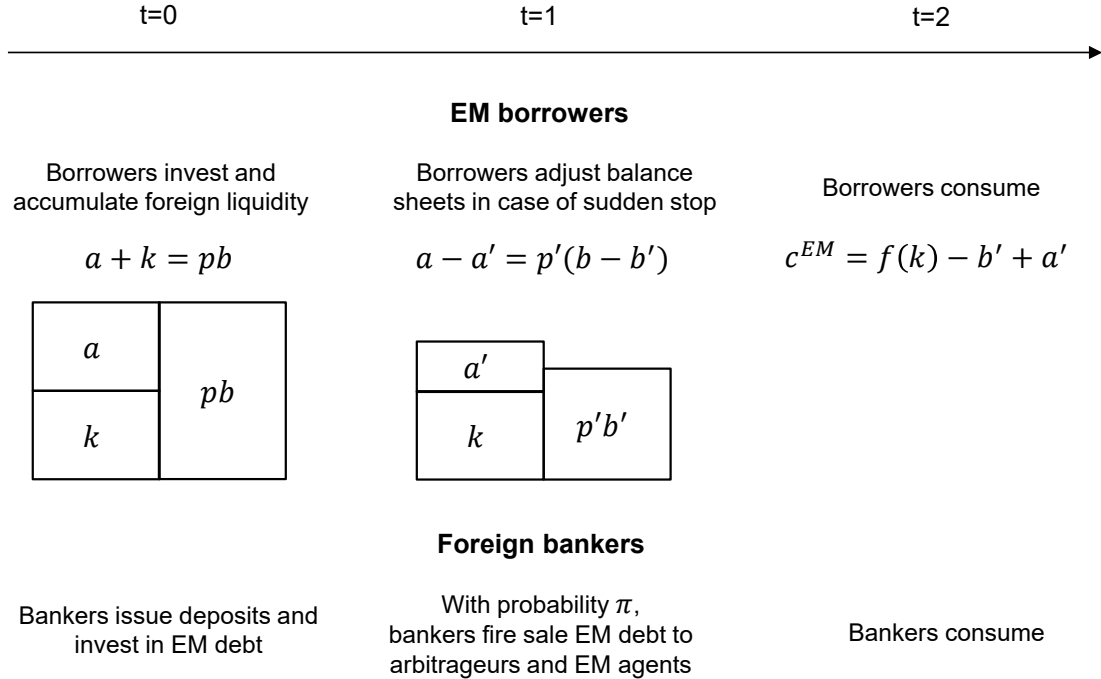 t=0 t=1 t=2
EM borrowers
Borrowers invest and
accumulate foreign liquidity
Borrowers adjust balance
sheets in case of sudden stop
Borrowers consume
a + k = pb
a − a′ = p′(b − b′)
c^{EM} = f(k) − b′ + a′
a
k
pb
a′
k
p′b′
Foreign bankers
Bankers issue deposits and
invest in EM debt
With probability π,
bankers fire sale EM debt to
arbitrageurs and EM agents
Bankers consume